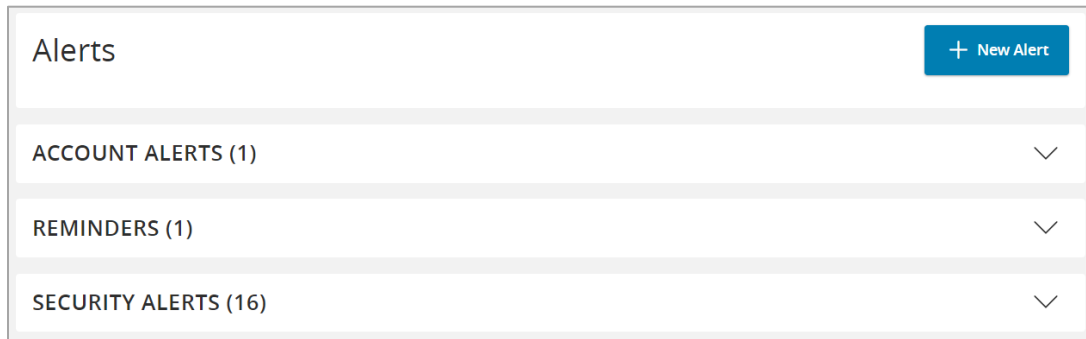 Alerts
+ New Alert
ACCOUNT ALERTS (1)
REMINDERS (1)
SECURITY ALERTS (16)